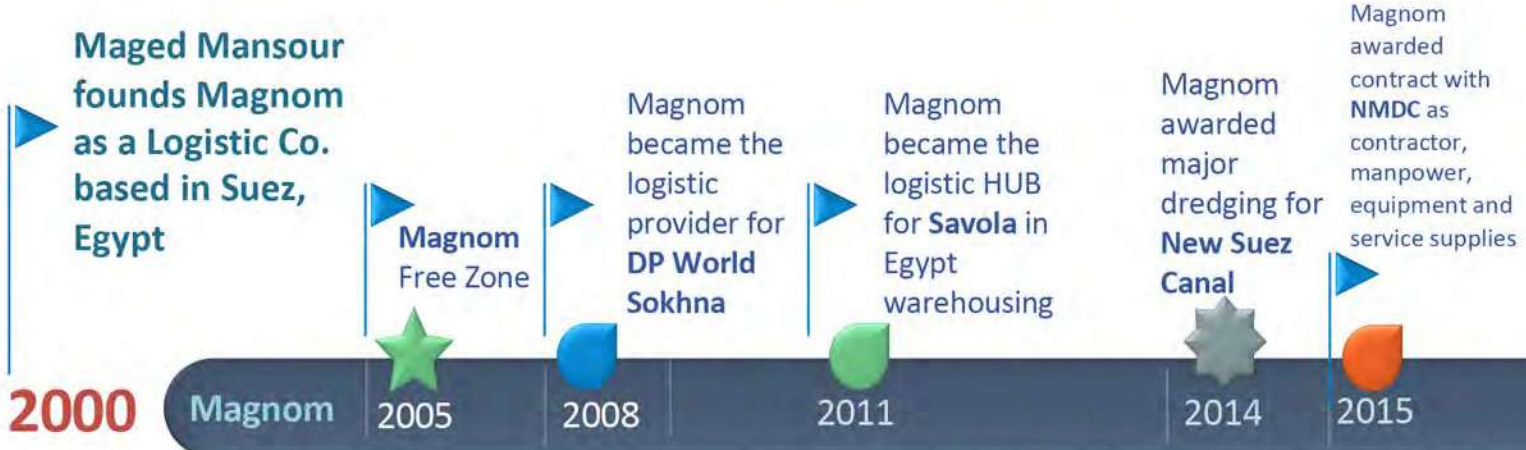 Maged Mansour
founds Magnom
as a Logistic Co.
based in Suez,
Egypt
Magnom
Free Zone
Magnom
became the
logistic
provider for
DP World
Sokhna
Magnom
became the
logistic HUB
for Savola in
Egypt
warehousing
Magnom
awarded
major
dredging for
New Suez
Canal
Magnom
awarded
contract with
NMDC as
contractor,
manpower,
equipment and
service supplies
2000
Magnom
2005
2008
2011
2014
2015